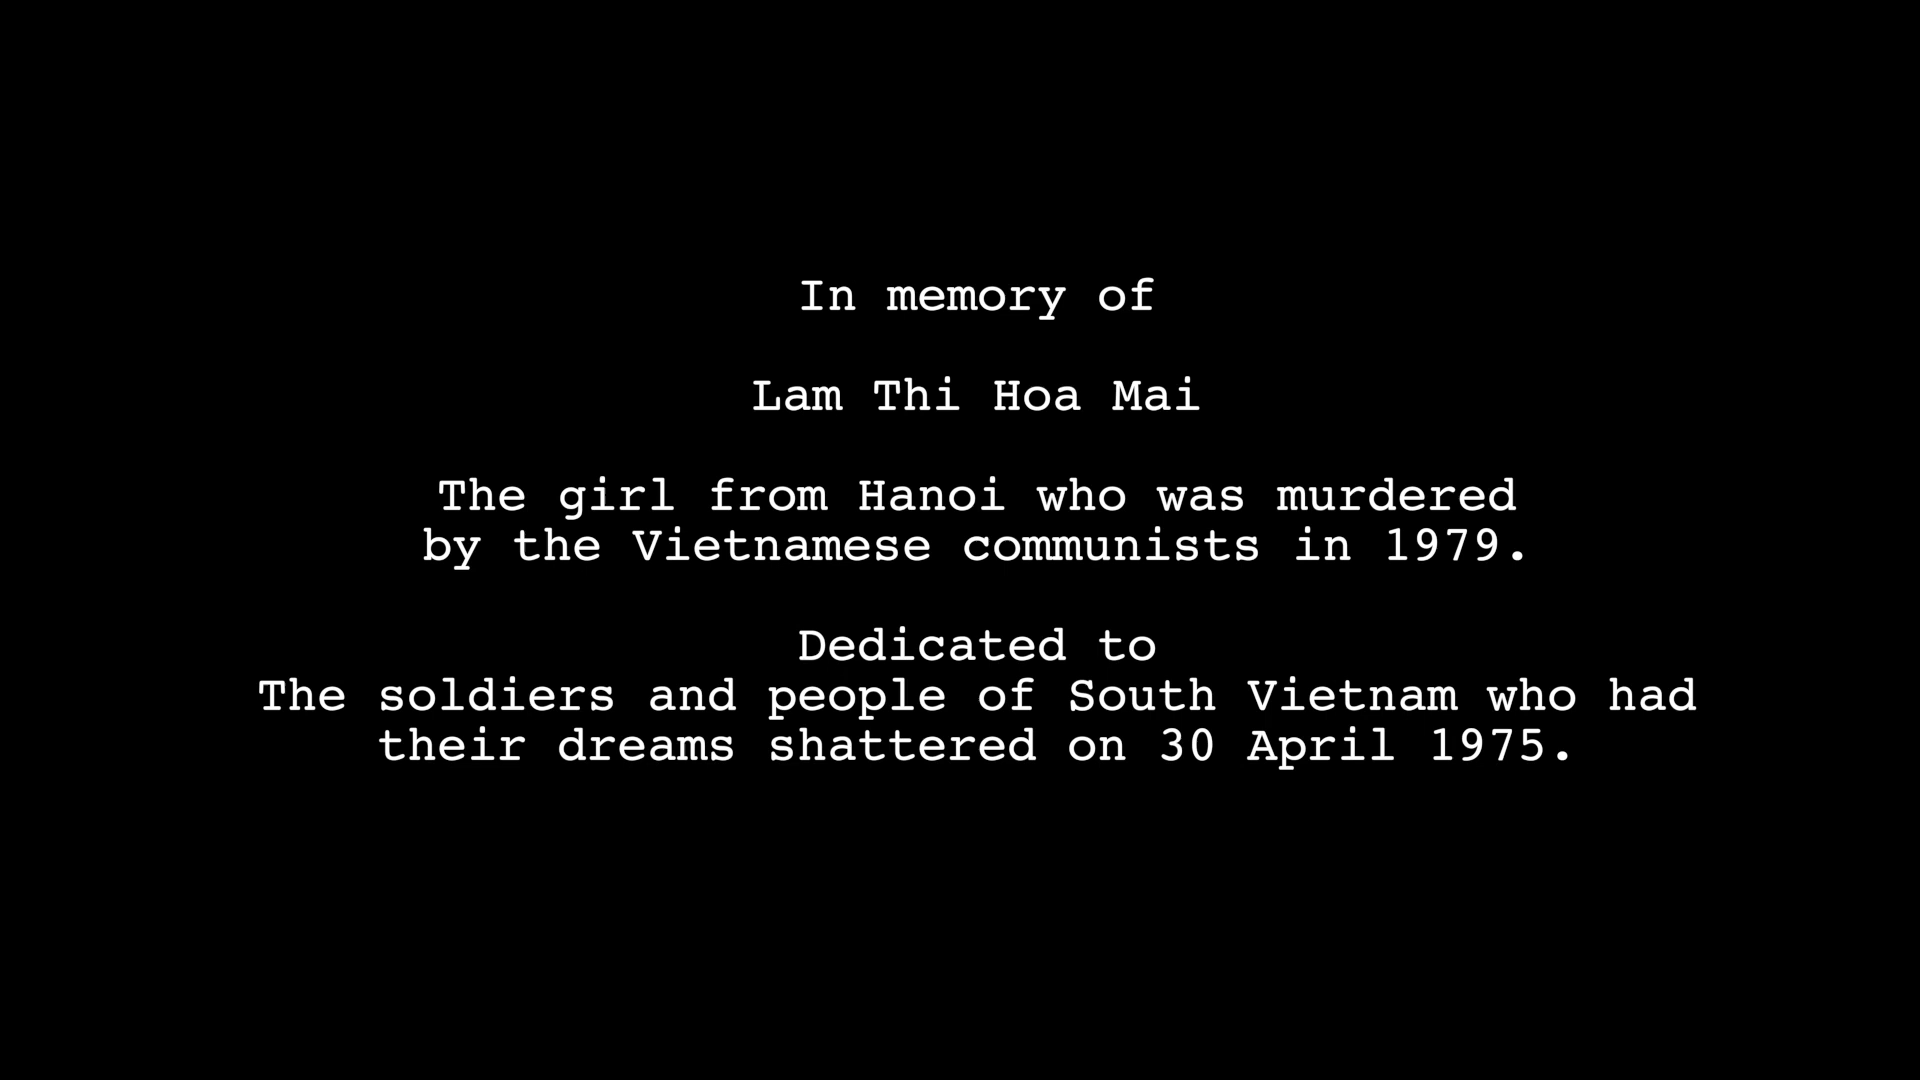 In memory of
Lam Thi Hoa Mai
The girl from Hanoi who was murdered
by the Vietnamese communists in 1979.
Dedicated to
The soldiers and people of South Vietnam who had
their dreams shattered on 30 April 1975.